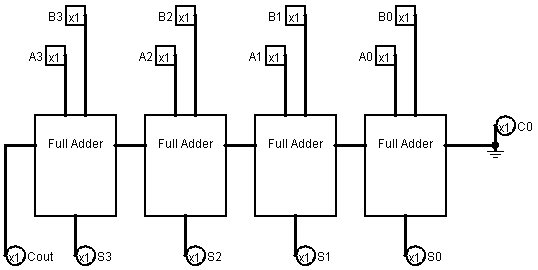 B3 x1 B2 x1 B1 x1 B0 x1
A3 x1 A2 x1 A1 x1 A0 x1
x1 C0
Full Adder Full Adder Full Adder Full Adder
x1 Cout x1 S3 x1 S2 x1 S1 x1 S0